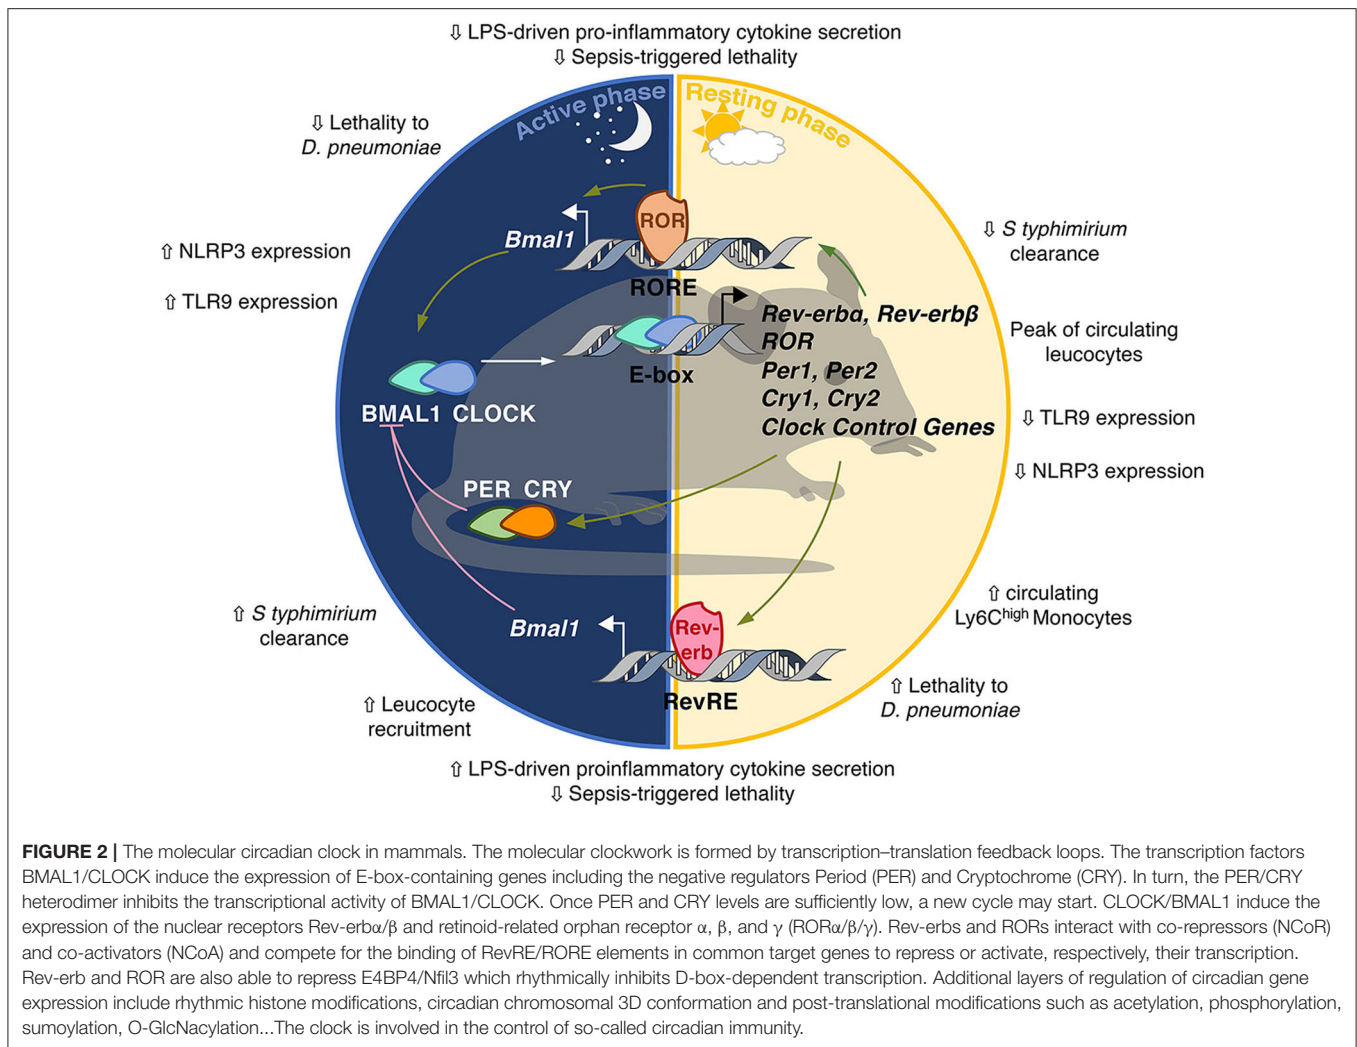 ⇩ LPS-driven pro-inflammatory cytokine secretion
⇩ Sepsis-triggered lethality
Active phase
Resting phase
⇩ Lethality to
D. pneumoniae
⇧ NLRP3 expression
⇧ TLR9 expression
ROR
Bmal1
RORE
E-box
BMAL1 CLOCK
Rev-erbα, Rev-erbβ
ROR
Per1, Per2
Cry1, Cry2
Clock Control Genes
PER CRY
Bmal1
Rev-
erb
RevRE
⇧ S typhimirium
clearance
⇧ Leucocyte
recruitment
⇩ S typhimirium
clearance
Peak of circulating
leucocytes
⇩ TLR9 expression
⇩ NLRP3 expression
⇧ circulating
Ly6Chigh Monocytes
⇧ Lethality to
D. pneumoniae
⇧ LPS-driven proinflammatory cytokine secretion
⇩ Sepsis-triggered lethality
FIGURE 2 | The molecular circadian clock in mammals. The molecular clockwork is formed by transcription–translation feedback loops. The transcription factors
BMAL1/CLOCK induce the expression of E-box-containing genes including the negative regulators Period (PER) and Cryptochrome (CRY). In turn, the PER/CRY
heterodimer inhibits the transcriptional activity of BMAL1/CLOCK. Once PER and CRY levels are sufficiently low, a new cycle may start. CLOCK/BMAL1 induce the
expression of the nuclear receptors Rev-erbα/β and retinoid-related orphan receptor α, β, and γ (RORα/β/γ). Rev-erbs and RORs interact with co-repressors (NCoR)
and co-activators (NCoA) and compete for the binding of RevRE/RORE elements in common target genes to repress or activate, respectively, their transcription.
Rev-erb and ROR are also able to repress E4BP4/Nfil3 which rhythmically inhibits D-box-dependent transcription. Additional layers of regulation of circadian gene
expression include rhythmic histone modifications, circadian chromosomal 3D conformation and post-translational modifications such as acetylation, phosphorylation,
sumoylation, O-GlcNacylation...The clock is involved in the control of so-called circadian immunity.